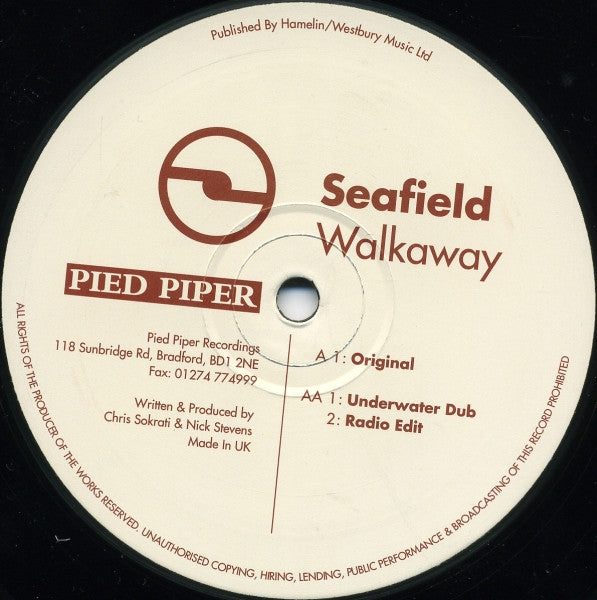 Published By Hamelin/Westbury Music Ltd
Seafield
Walkaway
PIED PIPER
Pied Piper Recordings
118 Sunbridge Rd, Bradford, BD1 2NE
Fax: 01274 774999
Written & Produced by
Chris Sokrati & Nick Stevens
Made In UK
A 1: Original
AA 1: Underwater Dub
2: Radio Edit
ALL RIGHTS OF THE PRODUCER OF THE WORKS RESERVED. UNAUTHORISED COPYING, HIRING, LENDING, PUBLIC PERFORMANCE & BROADCASTING OF THIS RECORD PROHIBITED